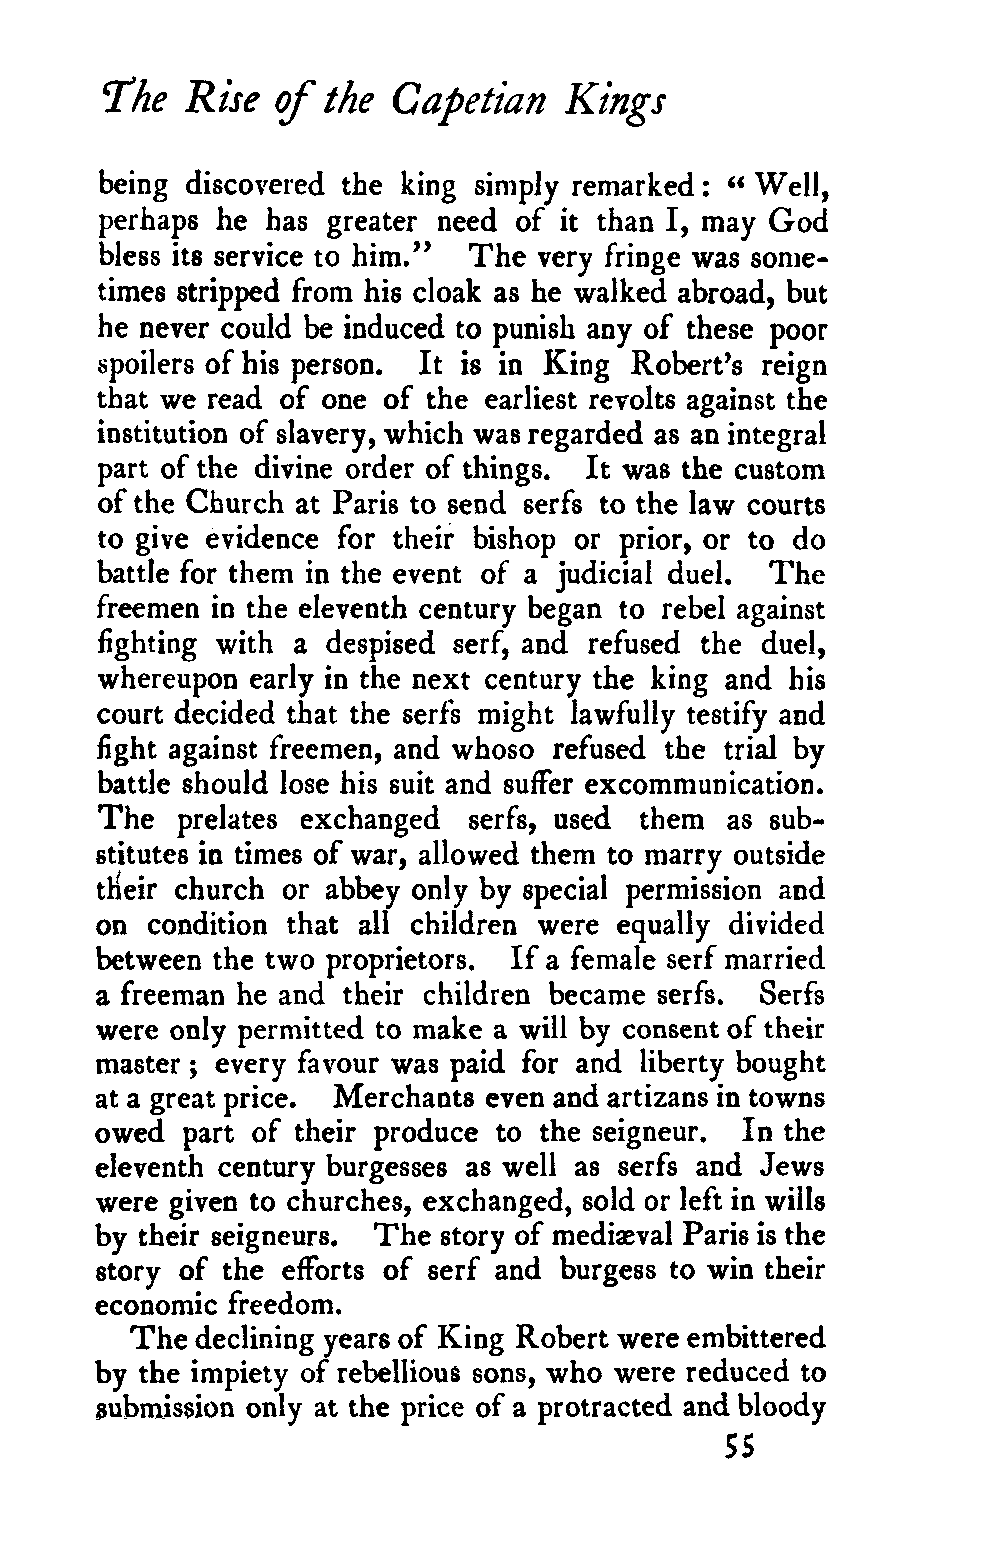 The Rise of the Capetian Kings
being discovered the king simply remarked: “ Well,
perhaps he has greater need of it than I, may God
bless its service to him.” The very fringe was some-
times stripped from his cloak as he walked abroad, but
he never could be induced to punish any of these poor
spoilers of his person. It is in King Robert’s reign
that we read of one of the earliest revolts against the
institution of slavery, which was regarded as an integral
part of the divine order of things. It was the custom
of the Church at Paris to send serfs to the law courts
to give evidence for their bishop or prior, or to do
battle for them in the event of a judicial duel. The
freemen in the eleventh century began to rebel against
fighting with a despised serf, and refused the duel,
whereupon early in the next century the king and his
court decided that the serfs might lawfully testify and
fight against freemen, and whoso refused the trial by
battle should lose his suit and suffer excommunication.
The prelates exchanged serfs, used them as sub-
stitutes in times of war, allowed them to marry outside
their church or abbey only by special permission and
on condition that all children were equally divided
between the two proprietors. If a female serf married
a freeman he and their children became serfs. Serfs
were only permitted to make a will by consent of their
master ; every favour was paid for and liberty bought
at a great price. Merchants even and artizans in towns
owed part of their produce to the seigneur. In the
eleventh century burgesses as well as serfs and Jews
were given to churches, exchanged, sold or left in wills
by their seigneurs. The story of mediæval Paris is the
story of the efforts of serf and burgess to win their
economic freedom.
The declining years of King Robert were embittered
by the impiety of rebellious sons, who were reduced to
submission only at the price of a protracted and bloody
55